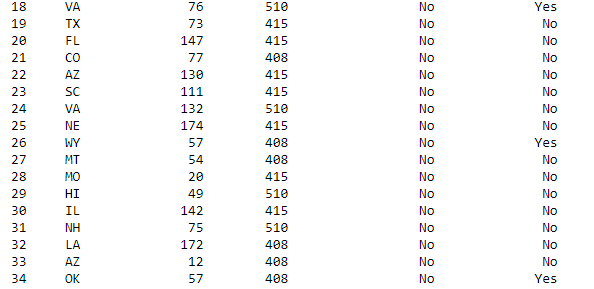 18 VA 76 510 No Yes
19 TX 73 415 No No
20 FL 147 415 No No
21 CO 77 408 No No
22 AZ 130 415 No No
23 SC 111 415 No No
24 VA 132 510 No No
25 NE 174 415 No No
26 WY 57 408 No Yes
27 MT 54 408 No No
28 MO 20 415 No No
29 HI 49 510 No No
30 IL 142 415 No No
31 NH 75 510 No No
32 LA 172 408 No No
33 AZ 12 408 No No
34 OK 57 408 No Yes